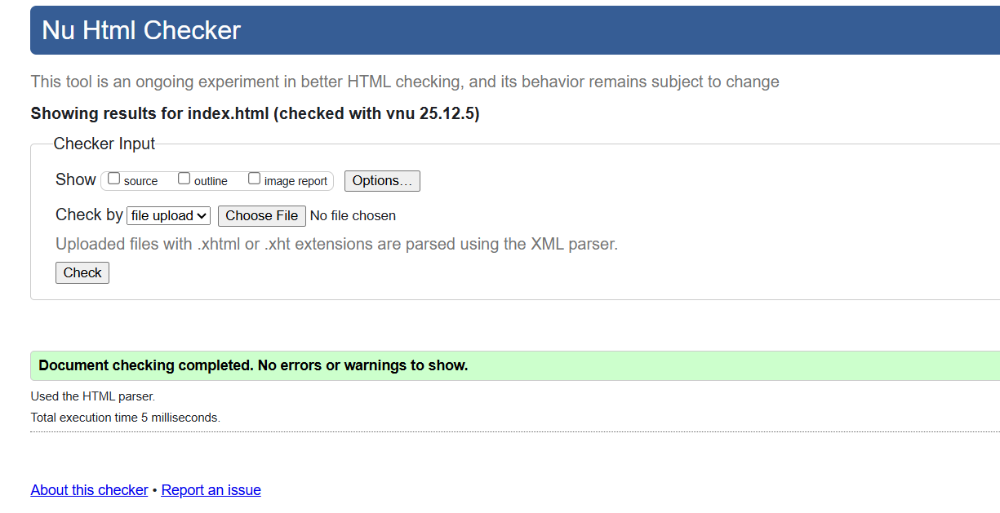 Nu Html Checker
This tool is an ongoing experiment in better HTML checking, and its behavior remains subject to change
Showing results for index.html (checked with vnu 25.12.5)
Checker Input
Show source outline image report Options…
Check by file upload Choose File No file chosen
Uploaded files with .xhtml or .xht extensions are parsed using the XML parser.
Check
Document checking completed. No errors or warnings to show.
Used the HTML parser.
Total execution time 5 milliseconds.
About this checker • Report an issue